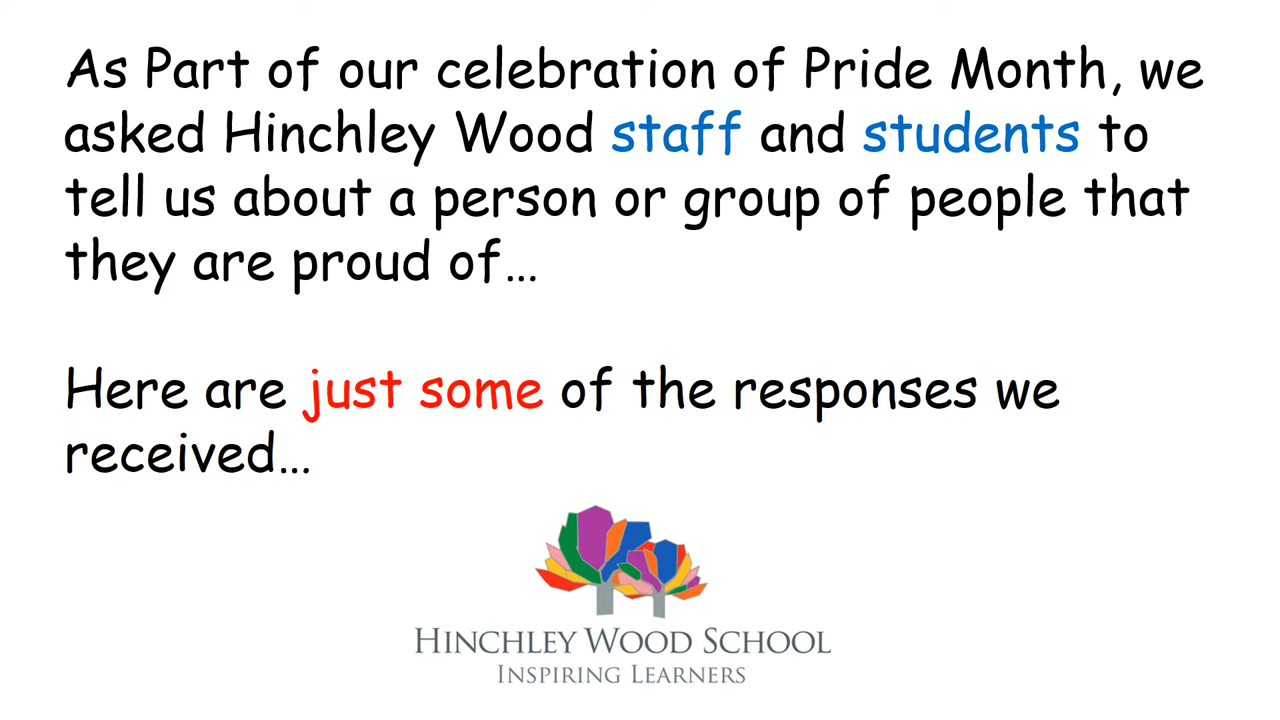 As Part of our celebration of Pride Month, we
asked Hinchley Wood staff and students to
tell us about a person or group of people that
they are proud of…
Here are just some of the responses we
received…
HINCHLEY WOOD SCHOOL
INSPIRING LEARNERS